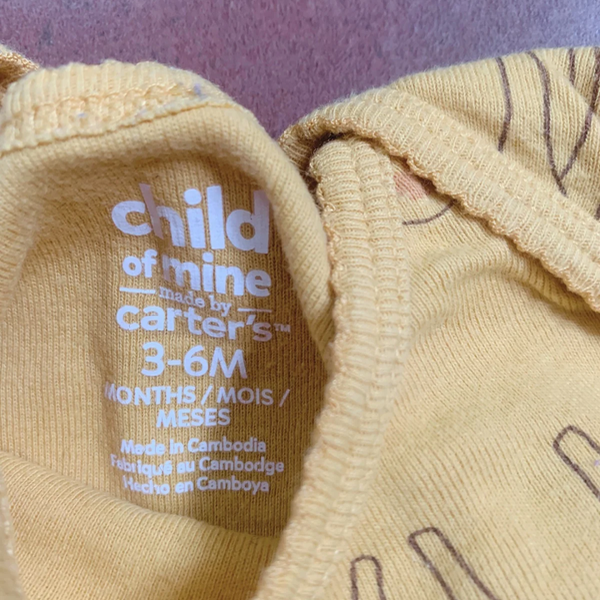 child
of mine
made by
carter's™
3-6M
MONTHS / MOIS /
MESES
Made in Cambodia
Fabriqué au Cambodge
Hecho en Camboya